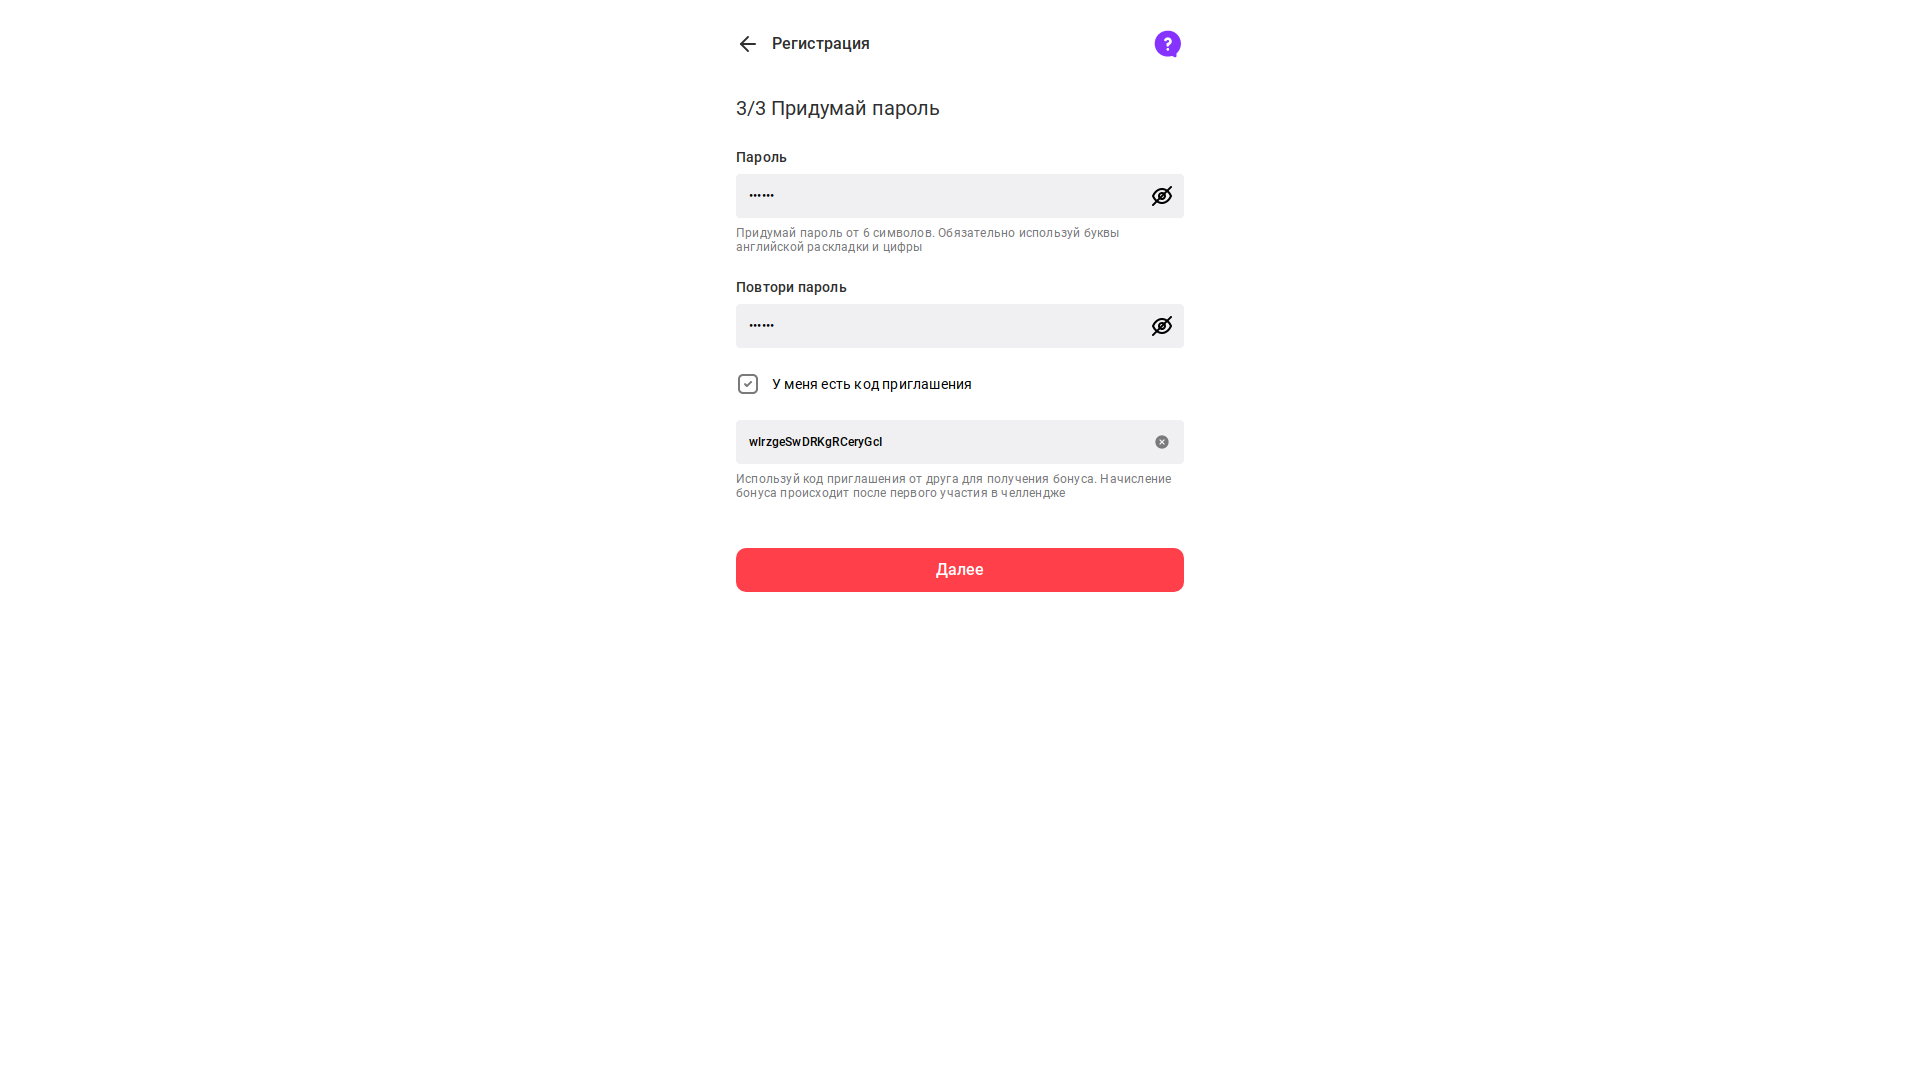 Регистрация
3/3 Придумай пароль
Пароль
••••••
Придумай пароль от 6 символов. Обязательно используй буквы
английской раскладки и цифры
Повтори пароль
••••••
У меня есть код приглашения
wIrzgeSwDRKgRCeryGcI
Используй код приглашения от друга для получения бонуса. Начисление
бонуса происходит после первого участия в челлендже
Далее